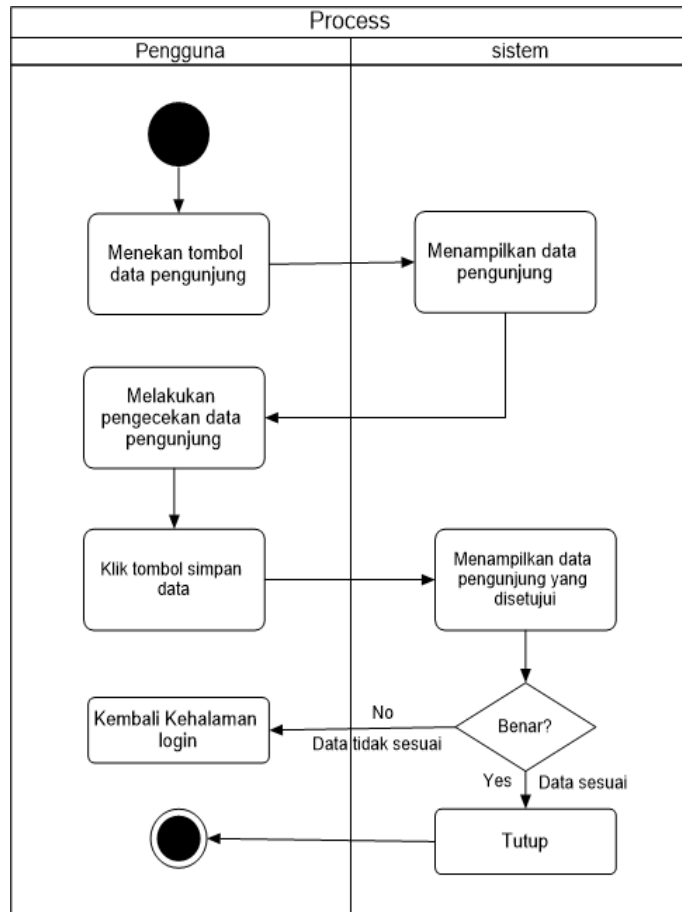 Process
Pengguna
sistem
Menekan tombol
data pengunjung
Menampilkan data
pengunjung
Melakukan
pengecekan data
pengunjung
Klik tombol simpan
data
Menampilkan data
pengunjung yang
disetujui
Benar?
No
Data tidak sesuai
Kembali Kehalaman
login
Yes
Data sesuai
Tutup